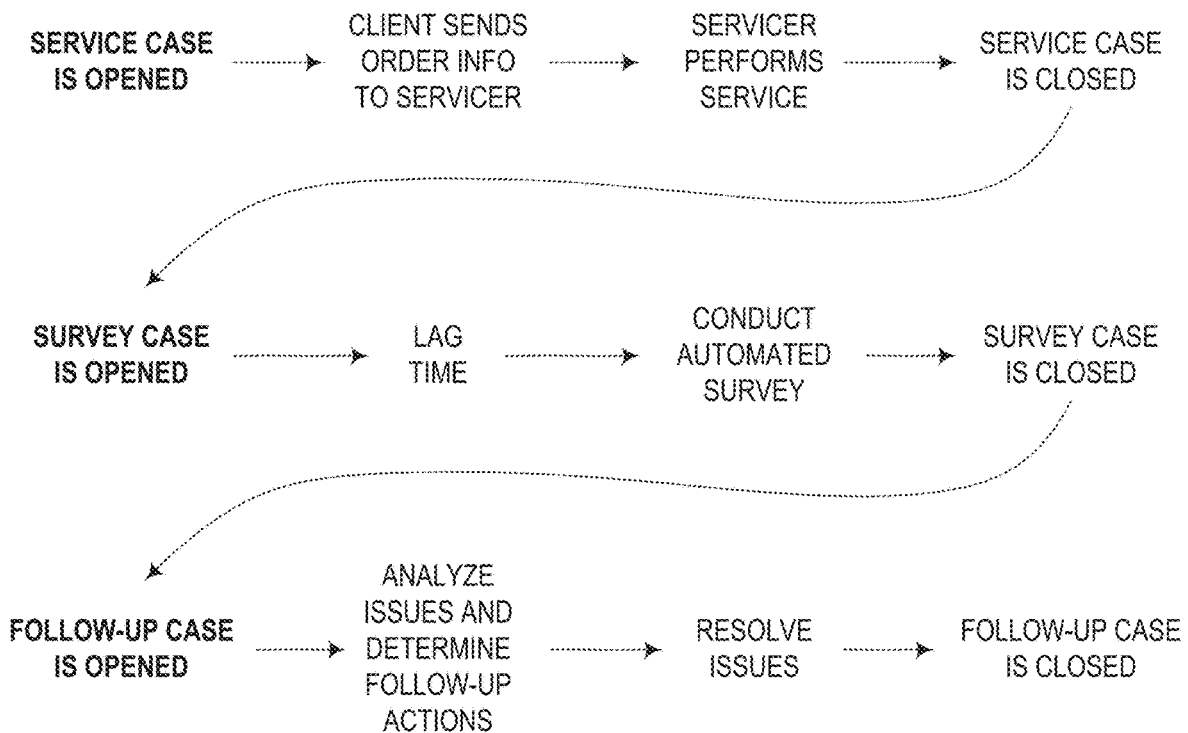 SERVICE CASE
IS OPENED
CLIENT SENDS
ORDER INFO
TO SERVICER
SERVICER
PERFORMS
SERVICE
SERVICE CASE
IS CLOSED
SURVEY CASE
IS OPENED
LAG
TIME
CONDUCT
AUTOMATED
SURVEY
SURVEY CASE
IS CLOSED
FOLLOW-UP CASE
IS OPENED
ANALYZE
ISSUES AND
DETERMINE
FOLLOW-UP
ACTIONS
RESOLVE
ISSUES
FOLLOW-UP CASE
IS CLOSED